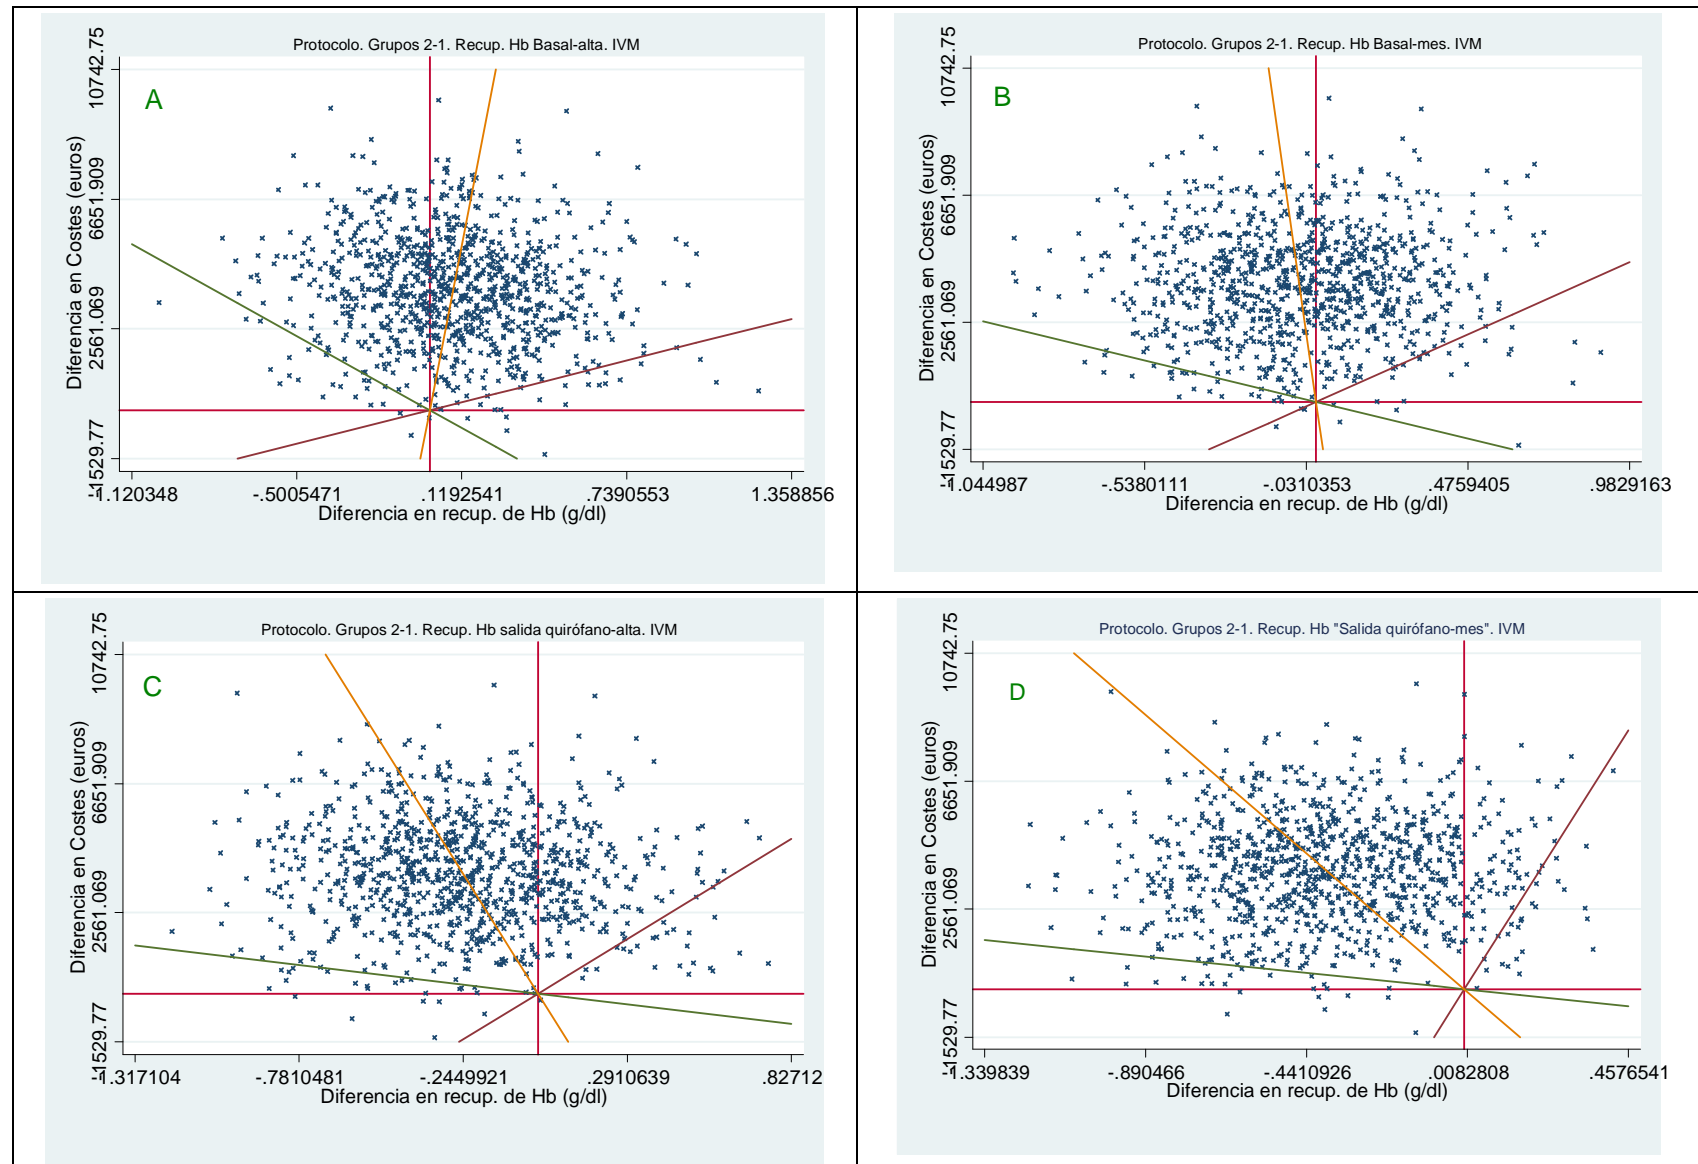 Protocolo. Grupos 2-1. Recup. Hb Basal-alta. IVM
A
Diferencia en Costes (euros)
10742.75
6651.909
2561.069
-1529.77
-1.120348
-.5005471
.1192541
.7390553
1.358856
Diferencia en recup. de Hb (g/dl)
Protocolo. Grupos 2-1. Recup. Hb Basal-mes. IVM
B
Diferencia en Costes (euros)
10742.75
6651.909
2561.069
-1529.77
-1.044987
-.5380111
-.0310353
.4759405
.9829163
Diferencia en recup. de Hb (g/dl)
Protocolo. Grupos 2-1. Recup. Hb salida quirófano-alta. IVM
C
Diferencia en Costes (euros)
10742.75
6651.909
2561.069
-1529.77
-1.317104
-.7810481
-.2449921
.2910639
.82712
Diferencia en recup. de Hb (g/dl)
Protocolo. Grupos 2-1. Recup. Hb "Salida quirófano-mes". IVM
D
Diferencia en Costes (euros)
10742.75
6651.909
2561.069
-1529.77
-1.339839
-.890466
-.4410926
.0082808
.4576541
Diferencia en recup. de Hb (g/dl)